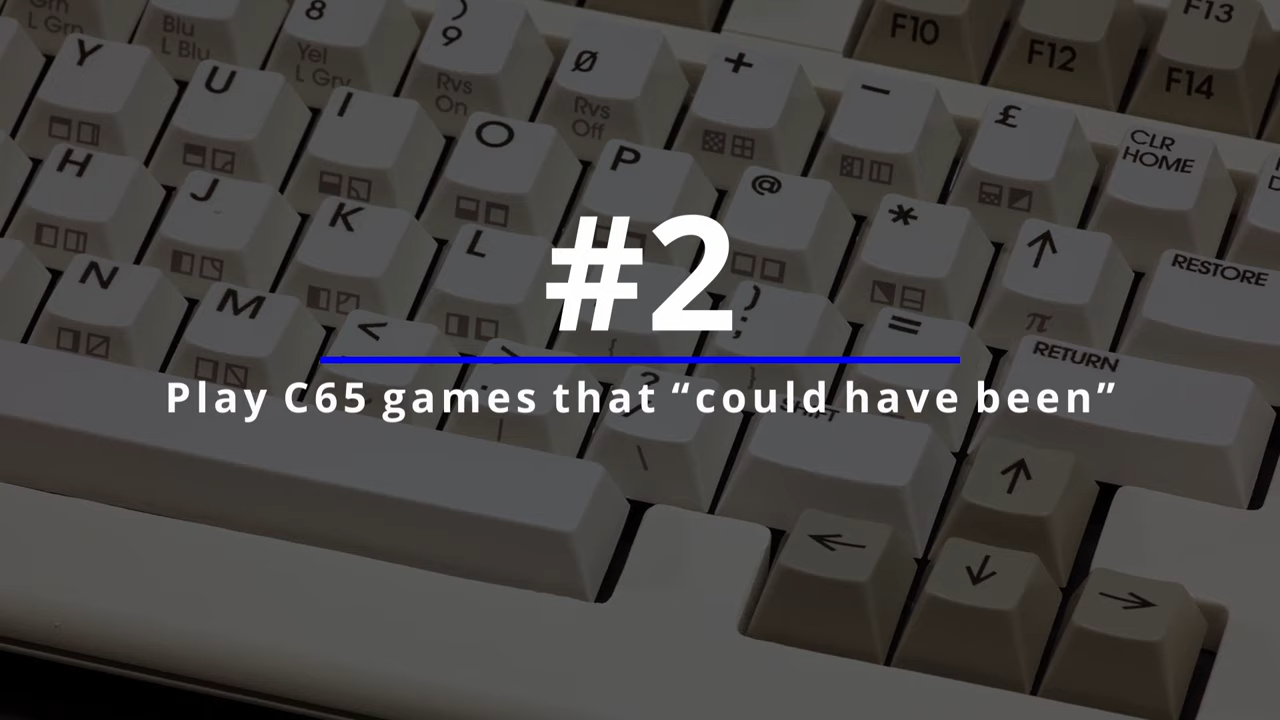 Grn
L Grn
Blu
L Blu
8
Yel
L Gry
)
9
Rvs
On
Ø
Rvs
Off
+
−
£
CLR
HOME
F10
F12
F13
F14
Y
U
I
O
P
@
*
↑
π
RESTORE
H
J
K
L
=
RETURN
N
M
<
>
?
/
SHIFT
↑
←
↓
→
#2
Play C65 games that “could have been”